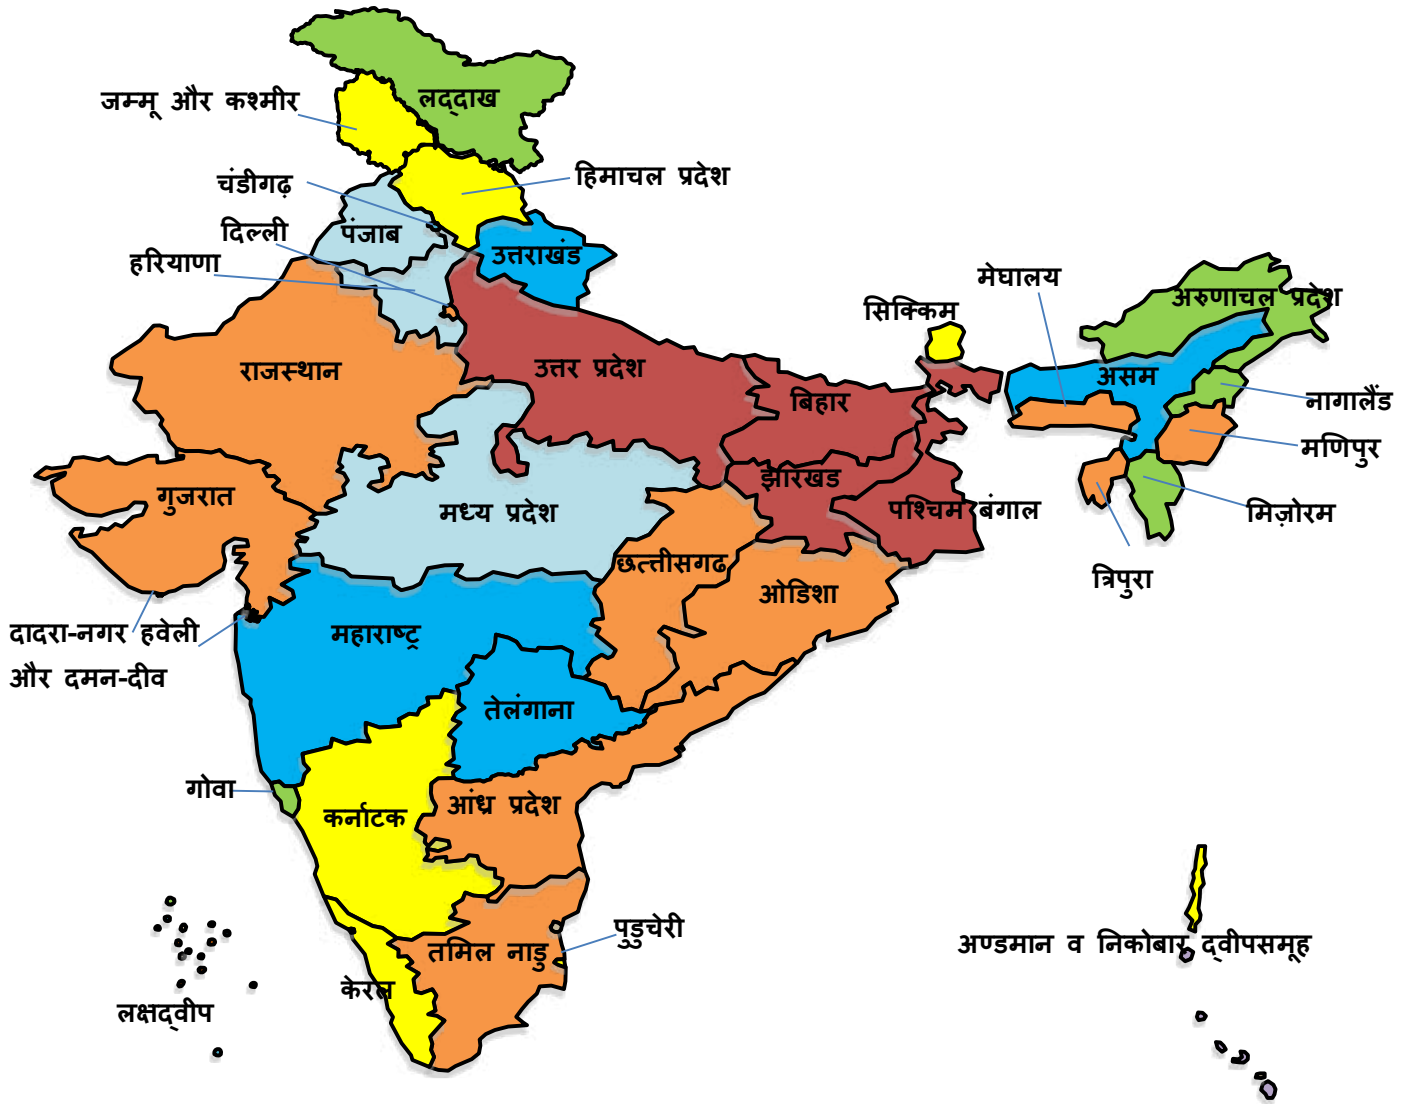 लद्दाख
जम्मू और कश्मीर
हिमाचल प्रदेश
चंडीगढ़
पंजाब
दिल्ली
उत्तराखंड
हरियाणा
मेघालय
अरुणाचल प्रदेश
सिक्किम
राजस्थान
उत्तर प्रदेश
असम
बिहार
नागालैंड
मणिपुर
झारखंड
गुजरात
मध्य प्रदेश
पश्चिम बंगाल
मिज़ोरम
छत्तीसगढ
त्रिपुरा
ओडिशा
दादरा-नगर हवेली
और दमन-दीव
महाराष्ट्र
तेलंगाना
गोवा
कर्नाटक
आंध्र प्रदेश
पुडुचेरी
तमिल नाडु
अण्डमान व निकोबार द्वीपसमूह
केरल
लक्षद्वीप